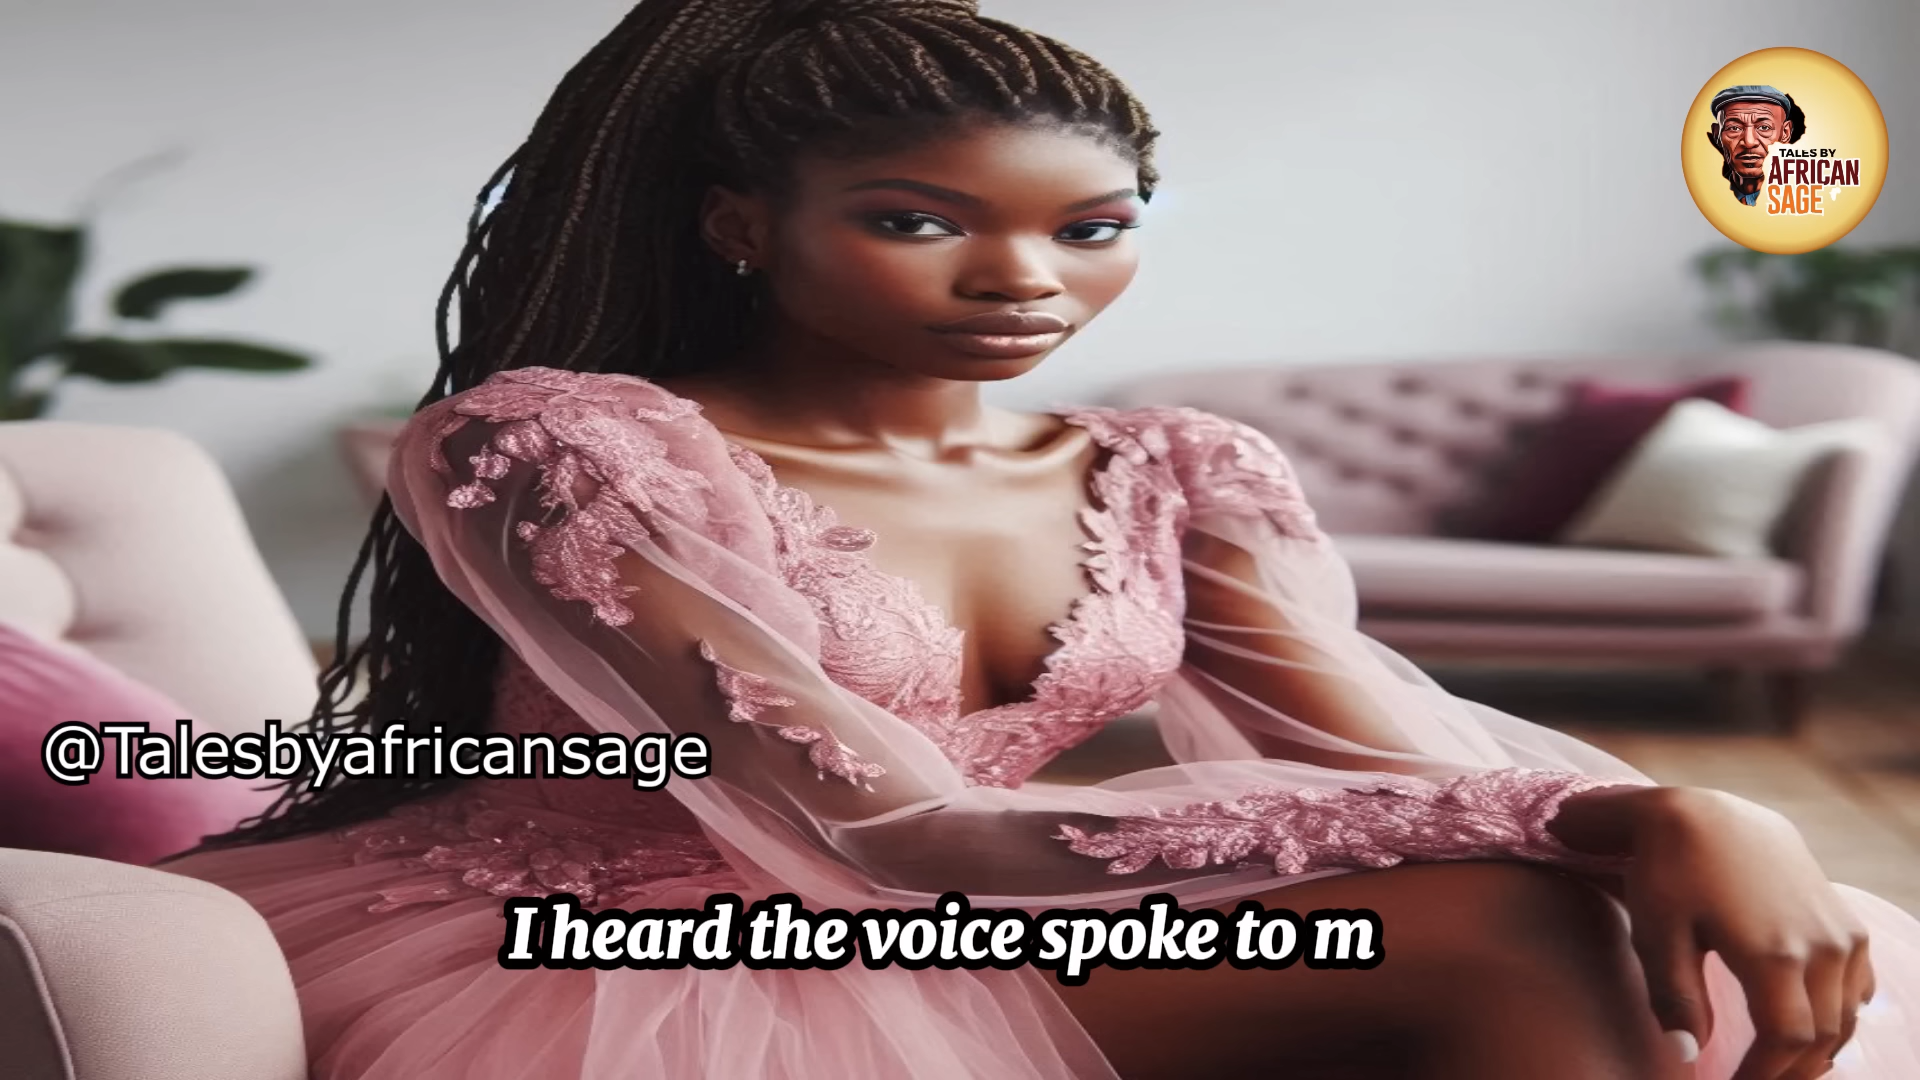 TALES BY
AFRICAN
SAGE
@Talesbyafricansage
I heard the voice spoke to m